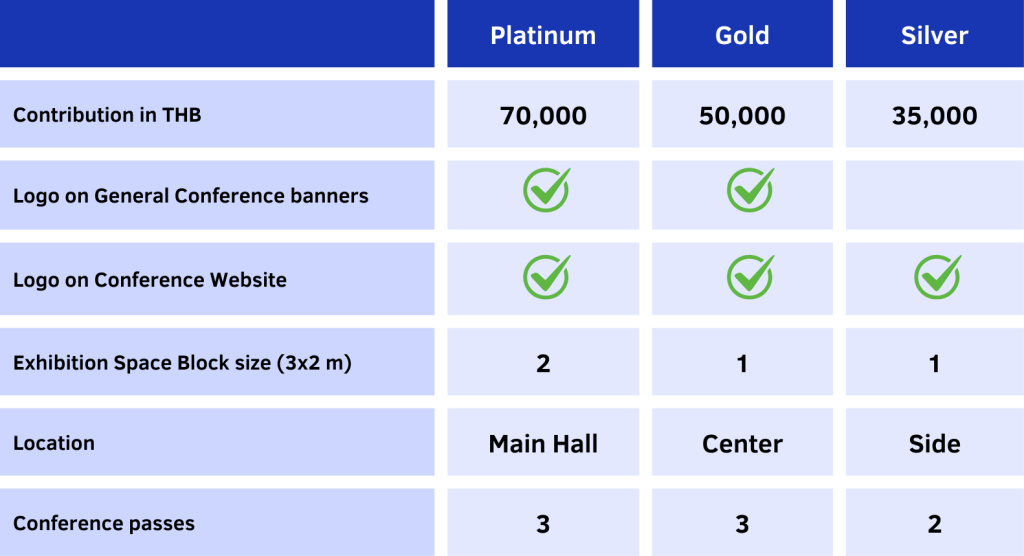 Platinum Gold Silver
Contribution in THB 70,000 50,000 35,000
Logo on General Conference banners
Logo on Conference Website
Exhibition Space Block size (3x2 m) 2 1 1
Location Main Hall Center Side
Conference passes 3 3 2